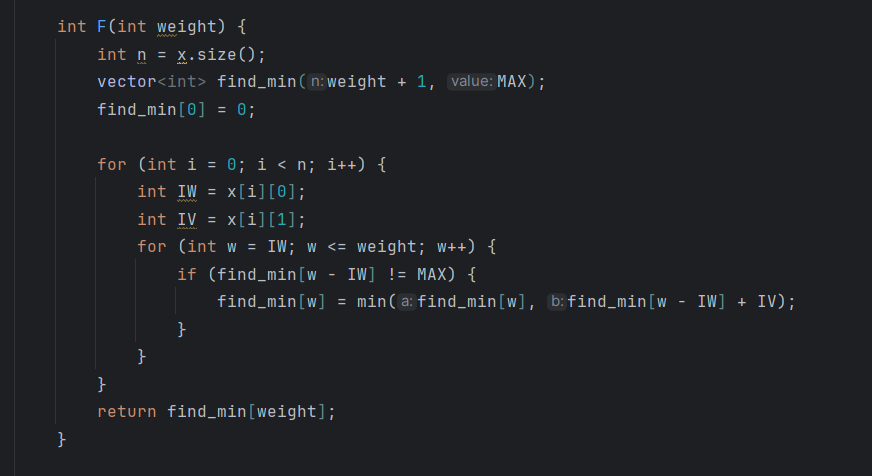 int F(int weight) {
    int n = x.size();
    vector<int> find_min(n: weight + 1, value: MAX);
    find_min[0] = 0;

    for (int i = 0; i < n; i++) {
        int IW = x[i][0];
        int IV = x[i][1];
        for (int w = IW; w <= weight; w++) {
            if (find_min[w - IW] != MAX) {
                find_min[w] = min(a: find_min[w], b: find_min[w - IW] + IV);
            }
        }
    }
    return find_min[weight];
}